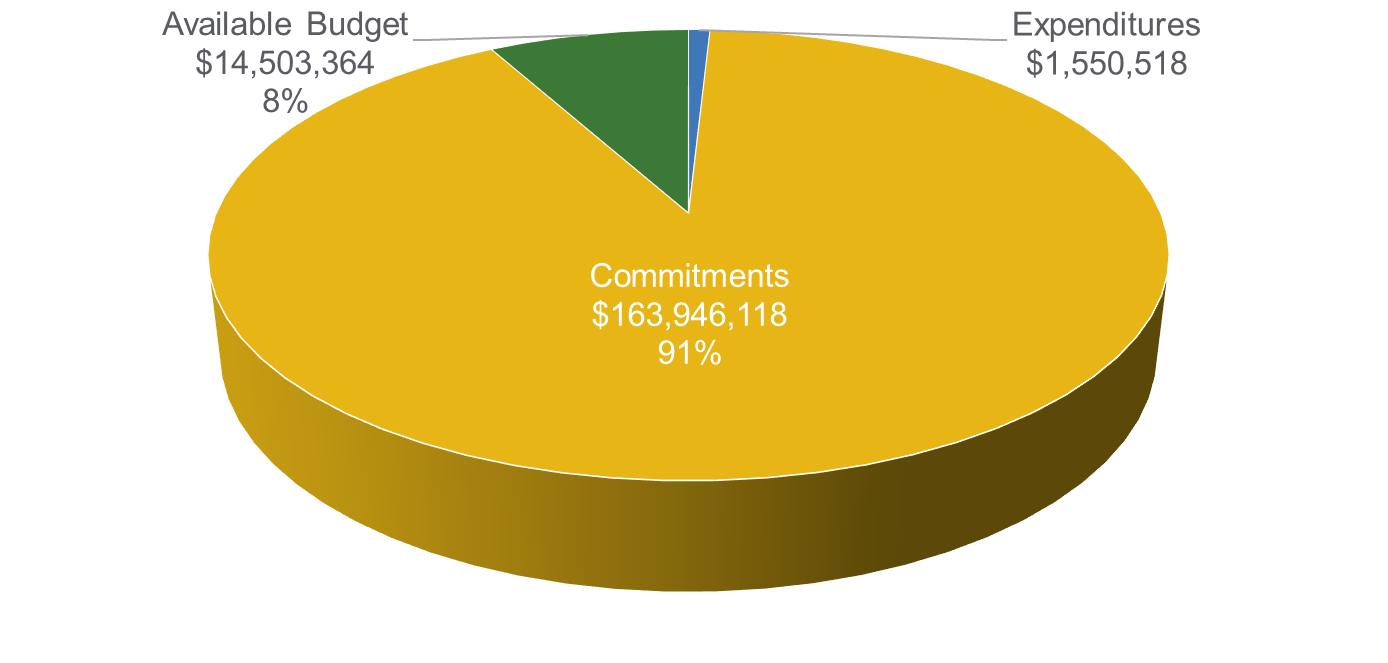 Available Budget
$14,503,364
8%
Expenditures
$1,550,518
Commitments
$163,946,118
91%